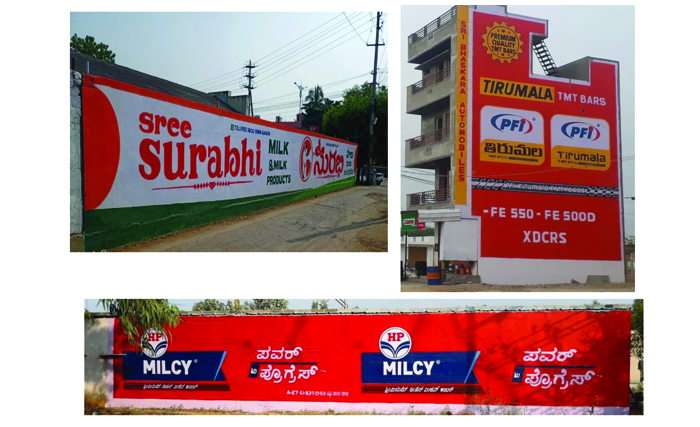 sree
surabhi
MILK
& MILK
PRODUCTS
ಸುರಭಿ
PREMIUM
QUALITY
TMT BARS
SRI BHASKARA AUTOMOBILES
TIRUMALA TMT BARS
PFI
తిరుమల
PFI
Tirumala
-FE 550 - FE 500D
XDCRS
HP
MILCY
ಪವರ್
ಪ್ರೊಗ್ರೆಸ್
HP
MILCY
ಪವರ್
ಪ್ರೊಗ್ರೆಸ್